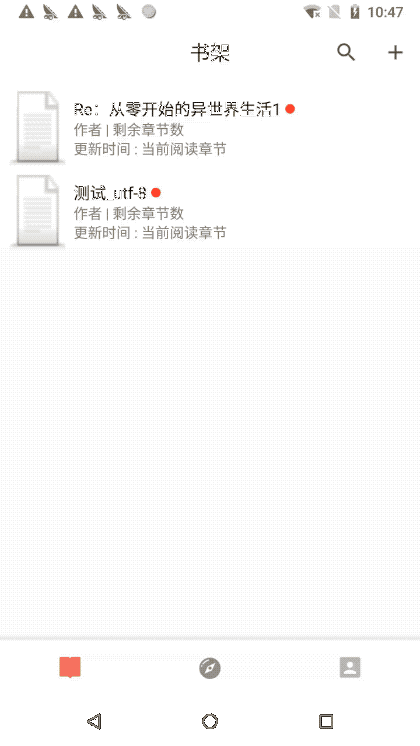 10:47
书架
Re：从零开始的异世界生活1
作者 | 剩余章节数
更新时间 : 当前阅读章节
测试_utf-8
作者 | 剩余章节数
更新时间 : 当前阅读章节